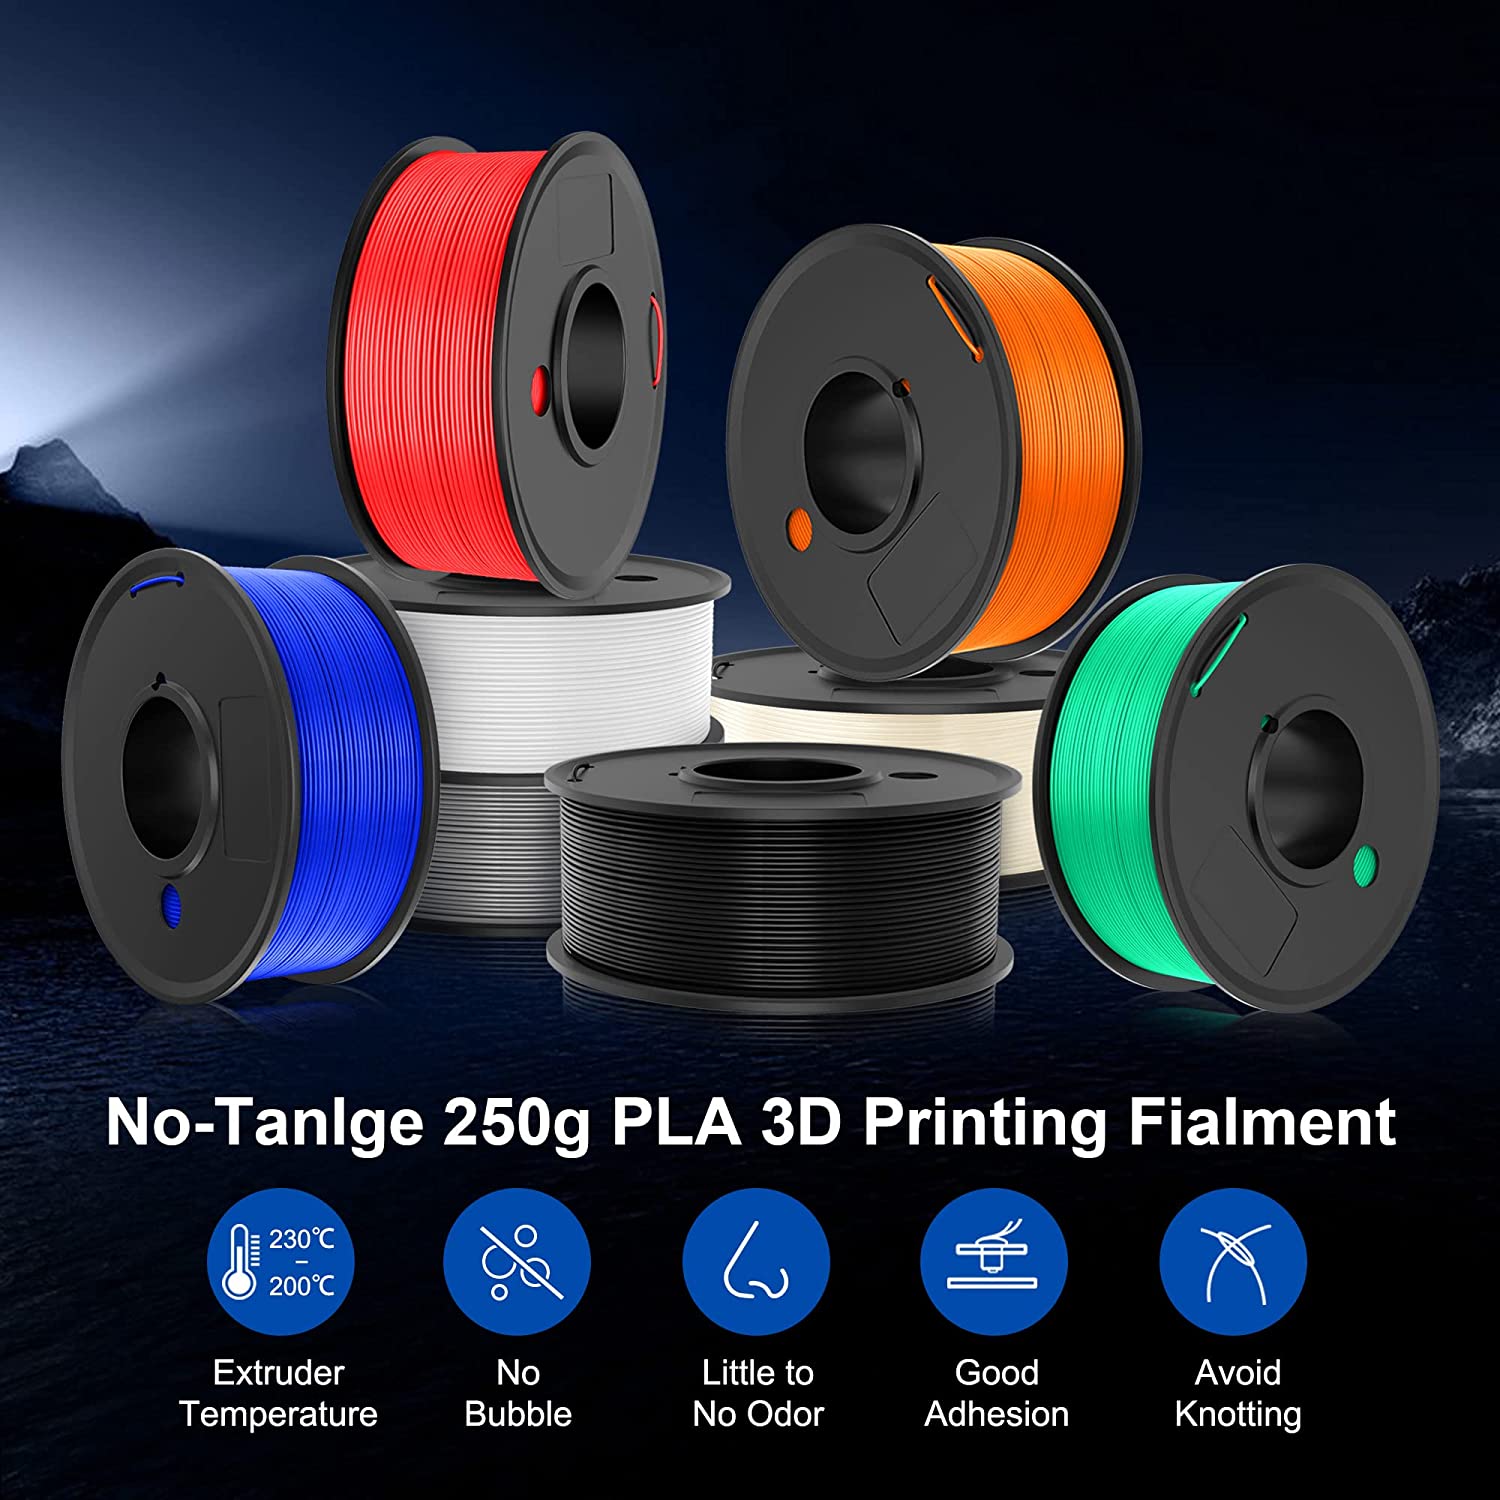 No-Tanlge 250g PLA 3D Printing Fialment
230℃
–
200℃
Extruder
Temperature
No
Bubble
Little to
No Odor
Good
Adhesion
Avoid
Knotting